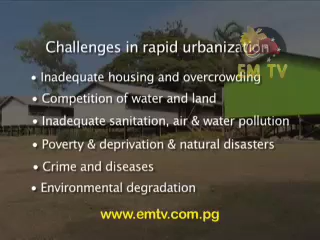 Challenges in rapid urbanization
EM TV
• Inadequate housing and overcrowding
• Competition of water and land
• Inadequate sanitation, air & water pollution
• Poverty & deprivation & natural disasters
• Crime and diseases
• Environmental degradation
www.emtv.com.pg